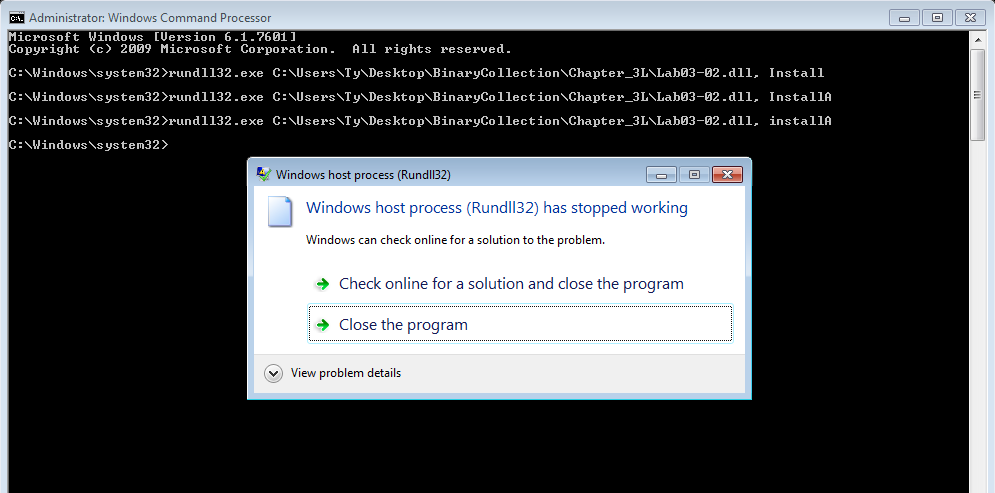 Administrator: Windows Command Processor
Microsoft Windows [Version 6.1.7601]
Copyright (c) 2009 Microsoft Corporation.  All rights reserved.
C:\Windows\system32>rundll32.exe C:\Users\Ty\Desktop\BinaryCollection\Chapter_3L\Lab03-02.dll, Install
C:\Windows\system32>rundll32.exe C:\Users\Ty\Desktop\BinaryCollection\Chapter_3L\Lab03-02.dll, InstallA
C:\Windows\system32>rundll32.exe C:\Users\Ty\Desktop\BinaryCollection\Chapter_3L\Lab03-02.dll, installA
C:\Windows\system32>
Windows host process (Rundll32)
Windows host process (Rundll32) has stopped working
Windows can check online for a solution to the problem.
Check online for a solution and close the program
Close the program
View problem details